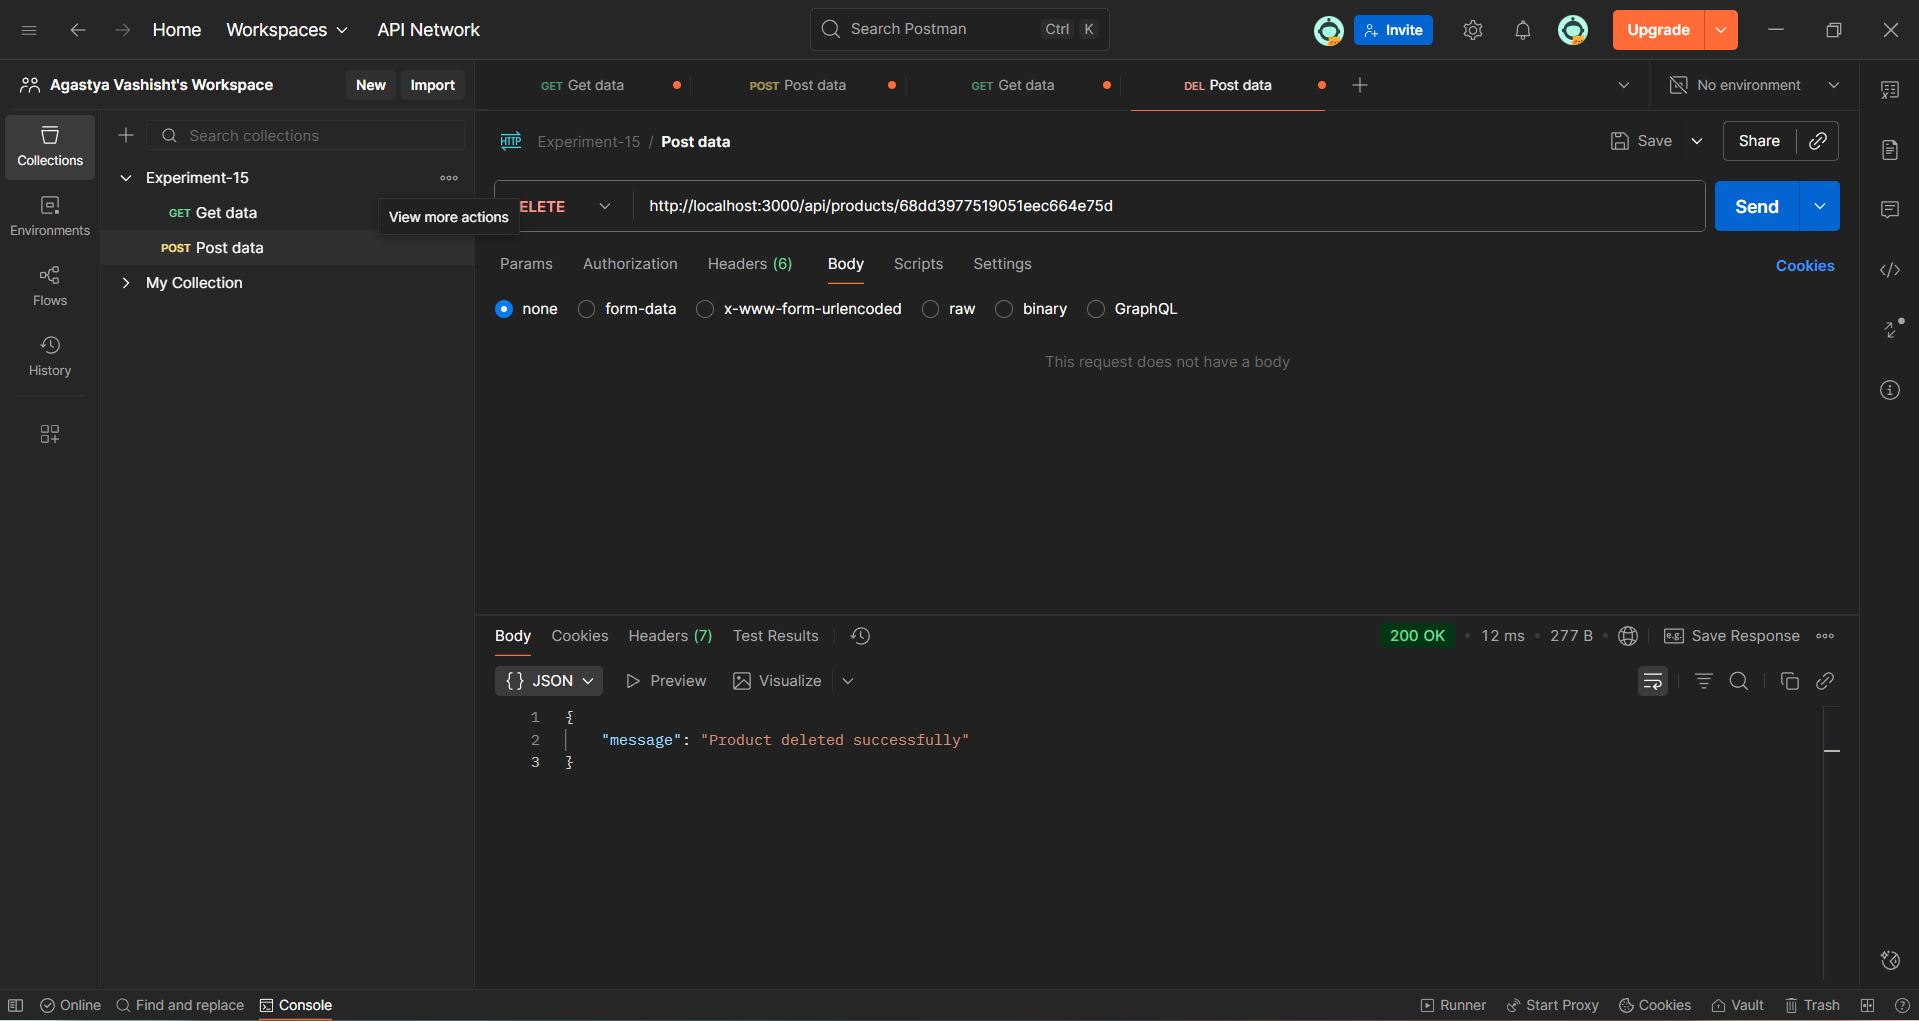 Home Workspaces API Network Search Postman Ctrl K Invite Upgrade
Agastya Vashisht's Workspace New Import
GET Get data POST Post data GET Get data DEL Post data No environment
Collections
Environments
Flows
History
Search collections
Experiment-15
GET Get data
POST Post data
My Collection
View more actions
HTTP Experiment-15 / Post data Save Share
ELETE http://localhost:3000/api/products/68dd3977519051eec664e75d Send
Params Authorization Headers (6) Body Scripts Settings Cookies
none form-data x-www-form-urlencoded raw binary GraphQL
This request does not have a body
Body Cookies Headers (7) Test Results 200 OK • 12 ms • 277 B • e.g. Save Response
{} JSON Preview Visualize
1 {
2 "message": "Product deleted successfully"
3 }
Online Find and replace Console Runner Start Proxy Cookies Vault Trash